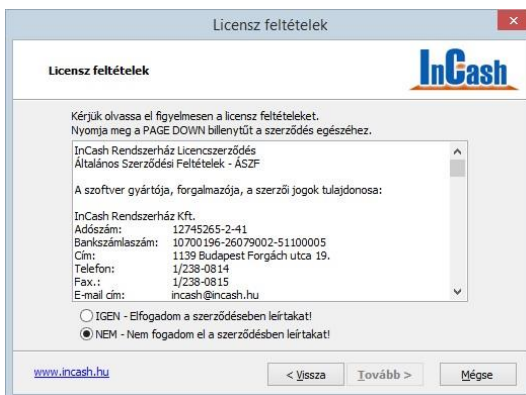 Licensz feltételek
Licensz feltételek
InCash
Kérjük olvassa el figyelmesen a licensz feltételeket.
Nyomja meg a PAGE DOWN billentyűt a szerződés egészéhez.
InCash Rendszerház Licencszerződés
Általános Szerződési Feltételek - ÁSZF
A szoftver gyártója, forgalmazója, a szerzői jogok tulajdonosa:
InCash Rendszerház Kft.
Adószám: 12745265-2-41
Bankszámlaszám: 10700196-26079002-51100005
Cím: 1139 Budapest Forgách utca 19.
Telefon: 1/238-0814
Fax.: 1/238-0815
E-mail cím: incash@incash.hu
IGEN - Elfogadom a szerződéseben leírtakat!
NEM - Nem fogadom el a szerződésben leírtakat!
www.incash.hu < Vissza Tovább > Mégse